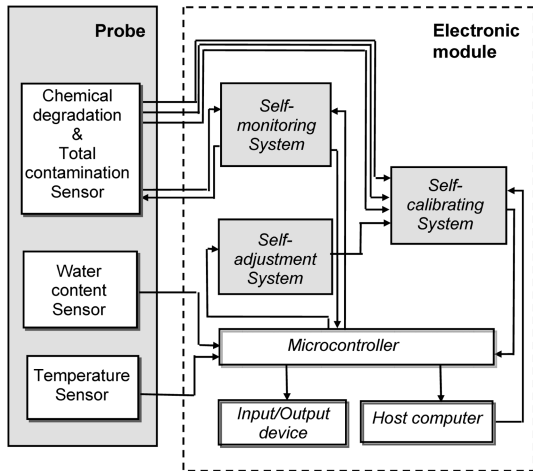 Probe
Electronic
module
Chemical
degradation
&
Total
contamination
Sensor
Self-
monitoring
System
Self-
calibrating
System
Self-
adjustment
System
Water
content
Sensor
Microcontroller
Temperature
Sensor
Input/Output
device
Host computer